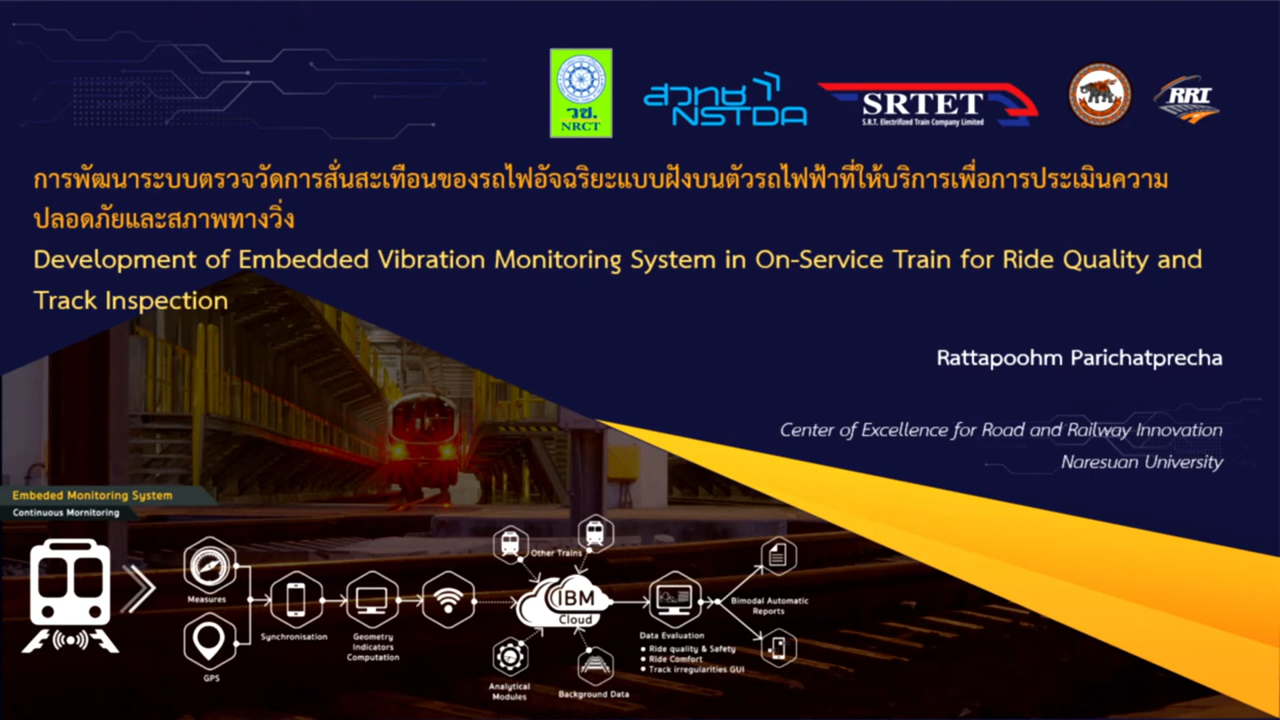 วช.
NRCT
สวทช
NSTDA
SRTET
S.R.T. Electrified Train Company Limited
RRI
การพัฒนาระบบตรวจวัดการสั่นสะเทือนของรถไฟอัจฉริยะแบบฝังบนตัวรถไฟฟ้าที่ให้บริการเพื่อการประเมินความ
ปลอดภัยและสภาพทางวิ่ง
Development of Embedded Vibration Monitoring System in On-Service Train for Ride Quality and
Track Inspection
Rattapoohm Parichatprecha
Center of Excellence for Road and Railway Innovation
Naresuan University
Embeded Monitoring System
Continuous Mornitoring
Measures
GPS
Synchronisation
Geometry
Indicators
Computation
Other Trains
IBM
Cloud
Analytical
Modules
Background Data
Data Evaluation
• Ride quality & Safety
• Ride Comfort
• Track irregularities GUI
Bimodal Automatic
Reports